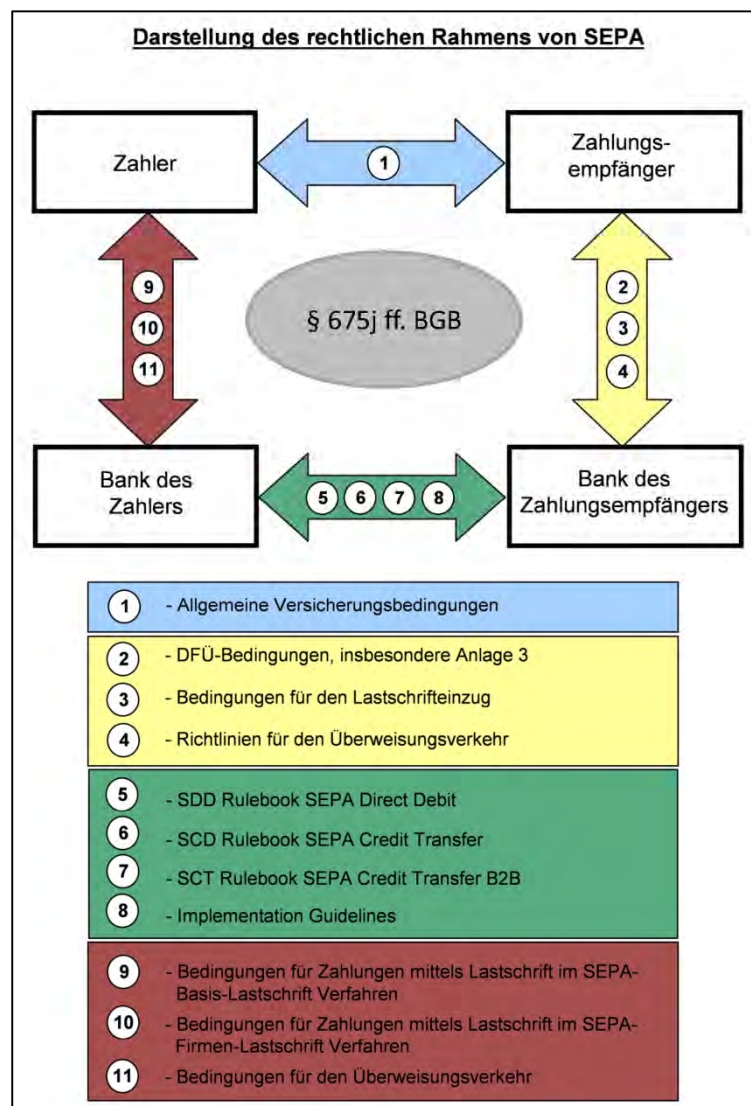 Darstellung des rechtlichen Rahmens von SEPA
Zahler
1
Zahlungs-
empfänger
9
10
11
§ 675j ff. BGB
2
3
4
Bank des
Zahlers
5 6 7 8
Bank des
Zahlungsempfängers
1 - Allgemeine Versicherungsbedingungen
2 - DFÜ-Bedingungen, insbesondere Anlage 3
3 - Bedingungen für den Lastschrifteinzug
4 - Richtlinien für den Überweisungsverkehr
5 - SDD Rulebook SEPA Direct Debit
6 - SCD Rulebook SEPA Credit Transfer
7 - SCT Rulebook SEPA Credit Transfer B2B
8 - Implementation Guidelines
9 - Bedingungen für Zahlungen mittels Lastschrift im SEPA-
Basis-Lastschrift Verfahren
10 - Bedingungen für Zahlungen mittels Lastschrift im SEPA-
Firmen-Lastschrift Verfahren
11 - Bedingungen für den Überweisungsverkehr